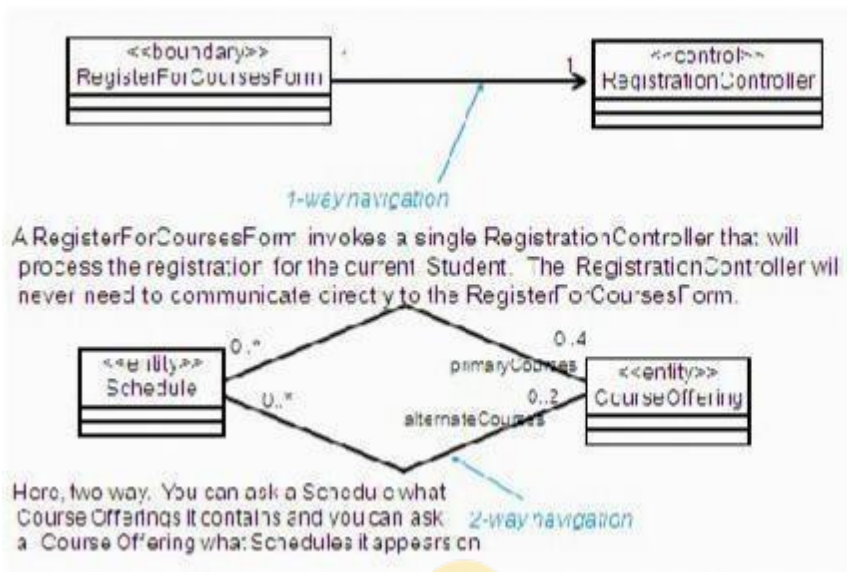 <<boundary>>
RegisterForCoursesForm
1
<<control>>
RegistrationController
1-way navigation
A RegisterForCoursesForm invokes a single RegistrationController that will
process the registration for the current Student. The RegistrationController will
never need to communicate directly to the RegisterForCoursesForm.
0..*
0..4
<<entity>>
Schedule
primaryCourses
<<entity>>
CourseOffering
0..*
0..2
alternateCourses
Here, two way. You can ask a Schedule what
Course Offerings it contains and you can ask
a Course Offering what Schedules it appears on
2-way navigation